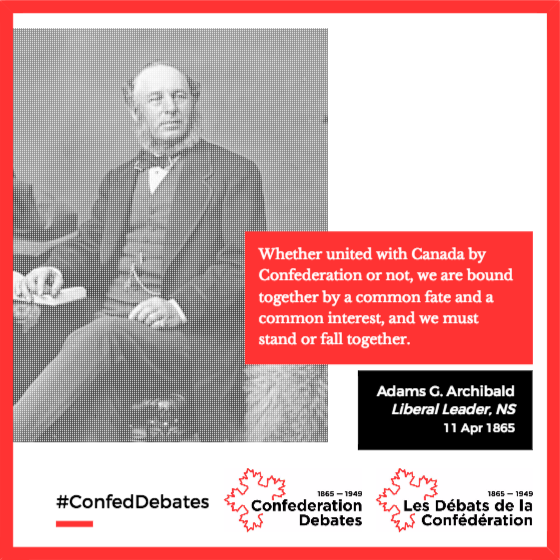 Whether united with Canada by
Confederation or not, we are bound
together by a common fate and a
common interest, and we must
stand or fall together.
Adams G. Archibald
Liberal Leader, NS
11 Apr 1865
#ConfedDebates
1865 — 1949
Confederation
Debates
1865 — 1949
Les Débats de la
Confédération